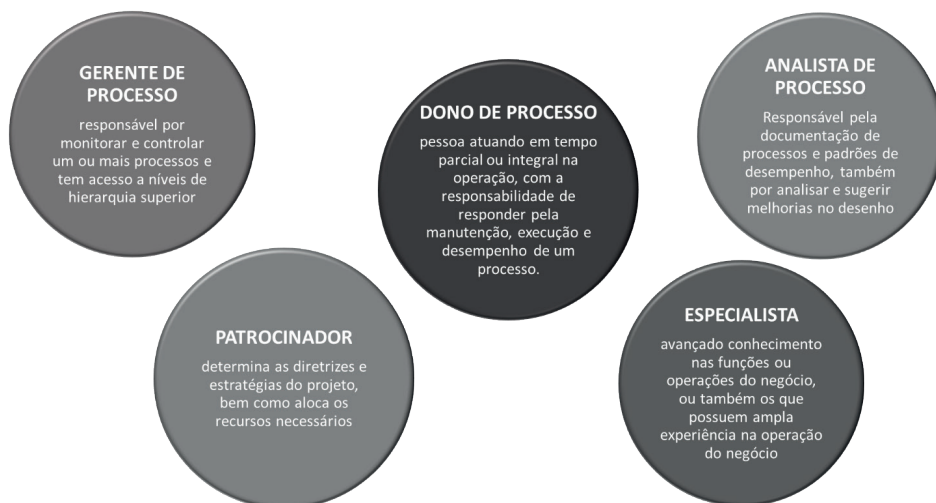 GERENTE DE
PROCESSO
responsável por
monitorar e controlar
um ou mais processos e
tem acesso a níveis de
hierarquia superior
DONO DE PROCESSO
pessoa atuando em tempo
parcial ou integral na
operação, com a
responsabilidade de
responder pela
manutenção, execução e
desempenho de um
processo.
ANALISTA DE
PROCESSO
Responsável pela
documentação de
processos e padrões de
desempenho, também
por analisar e sugerir
melhorias no desenho
PATROCINADOR
determina as diretrizes e
estratégias do projeto,
bem como aloca os
recursos necessários
ESPECIALISTA
avançado conhecimento
nas funções ou
operações do negócio,
ou também os que
possuem ampla
experiência na operação
do negócio